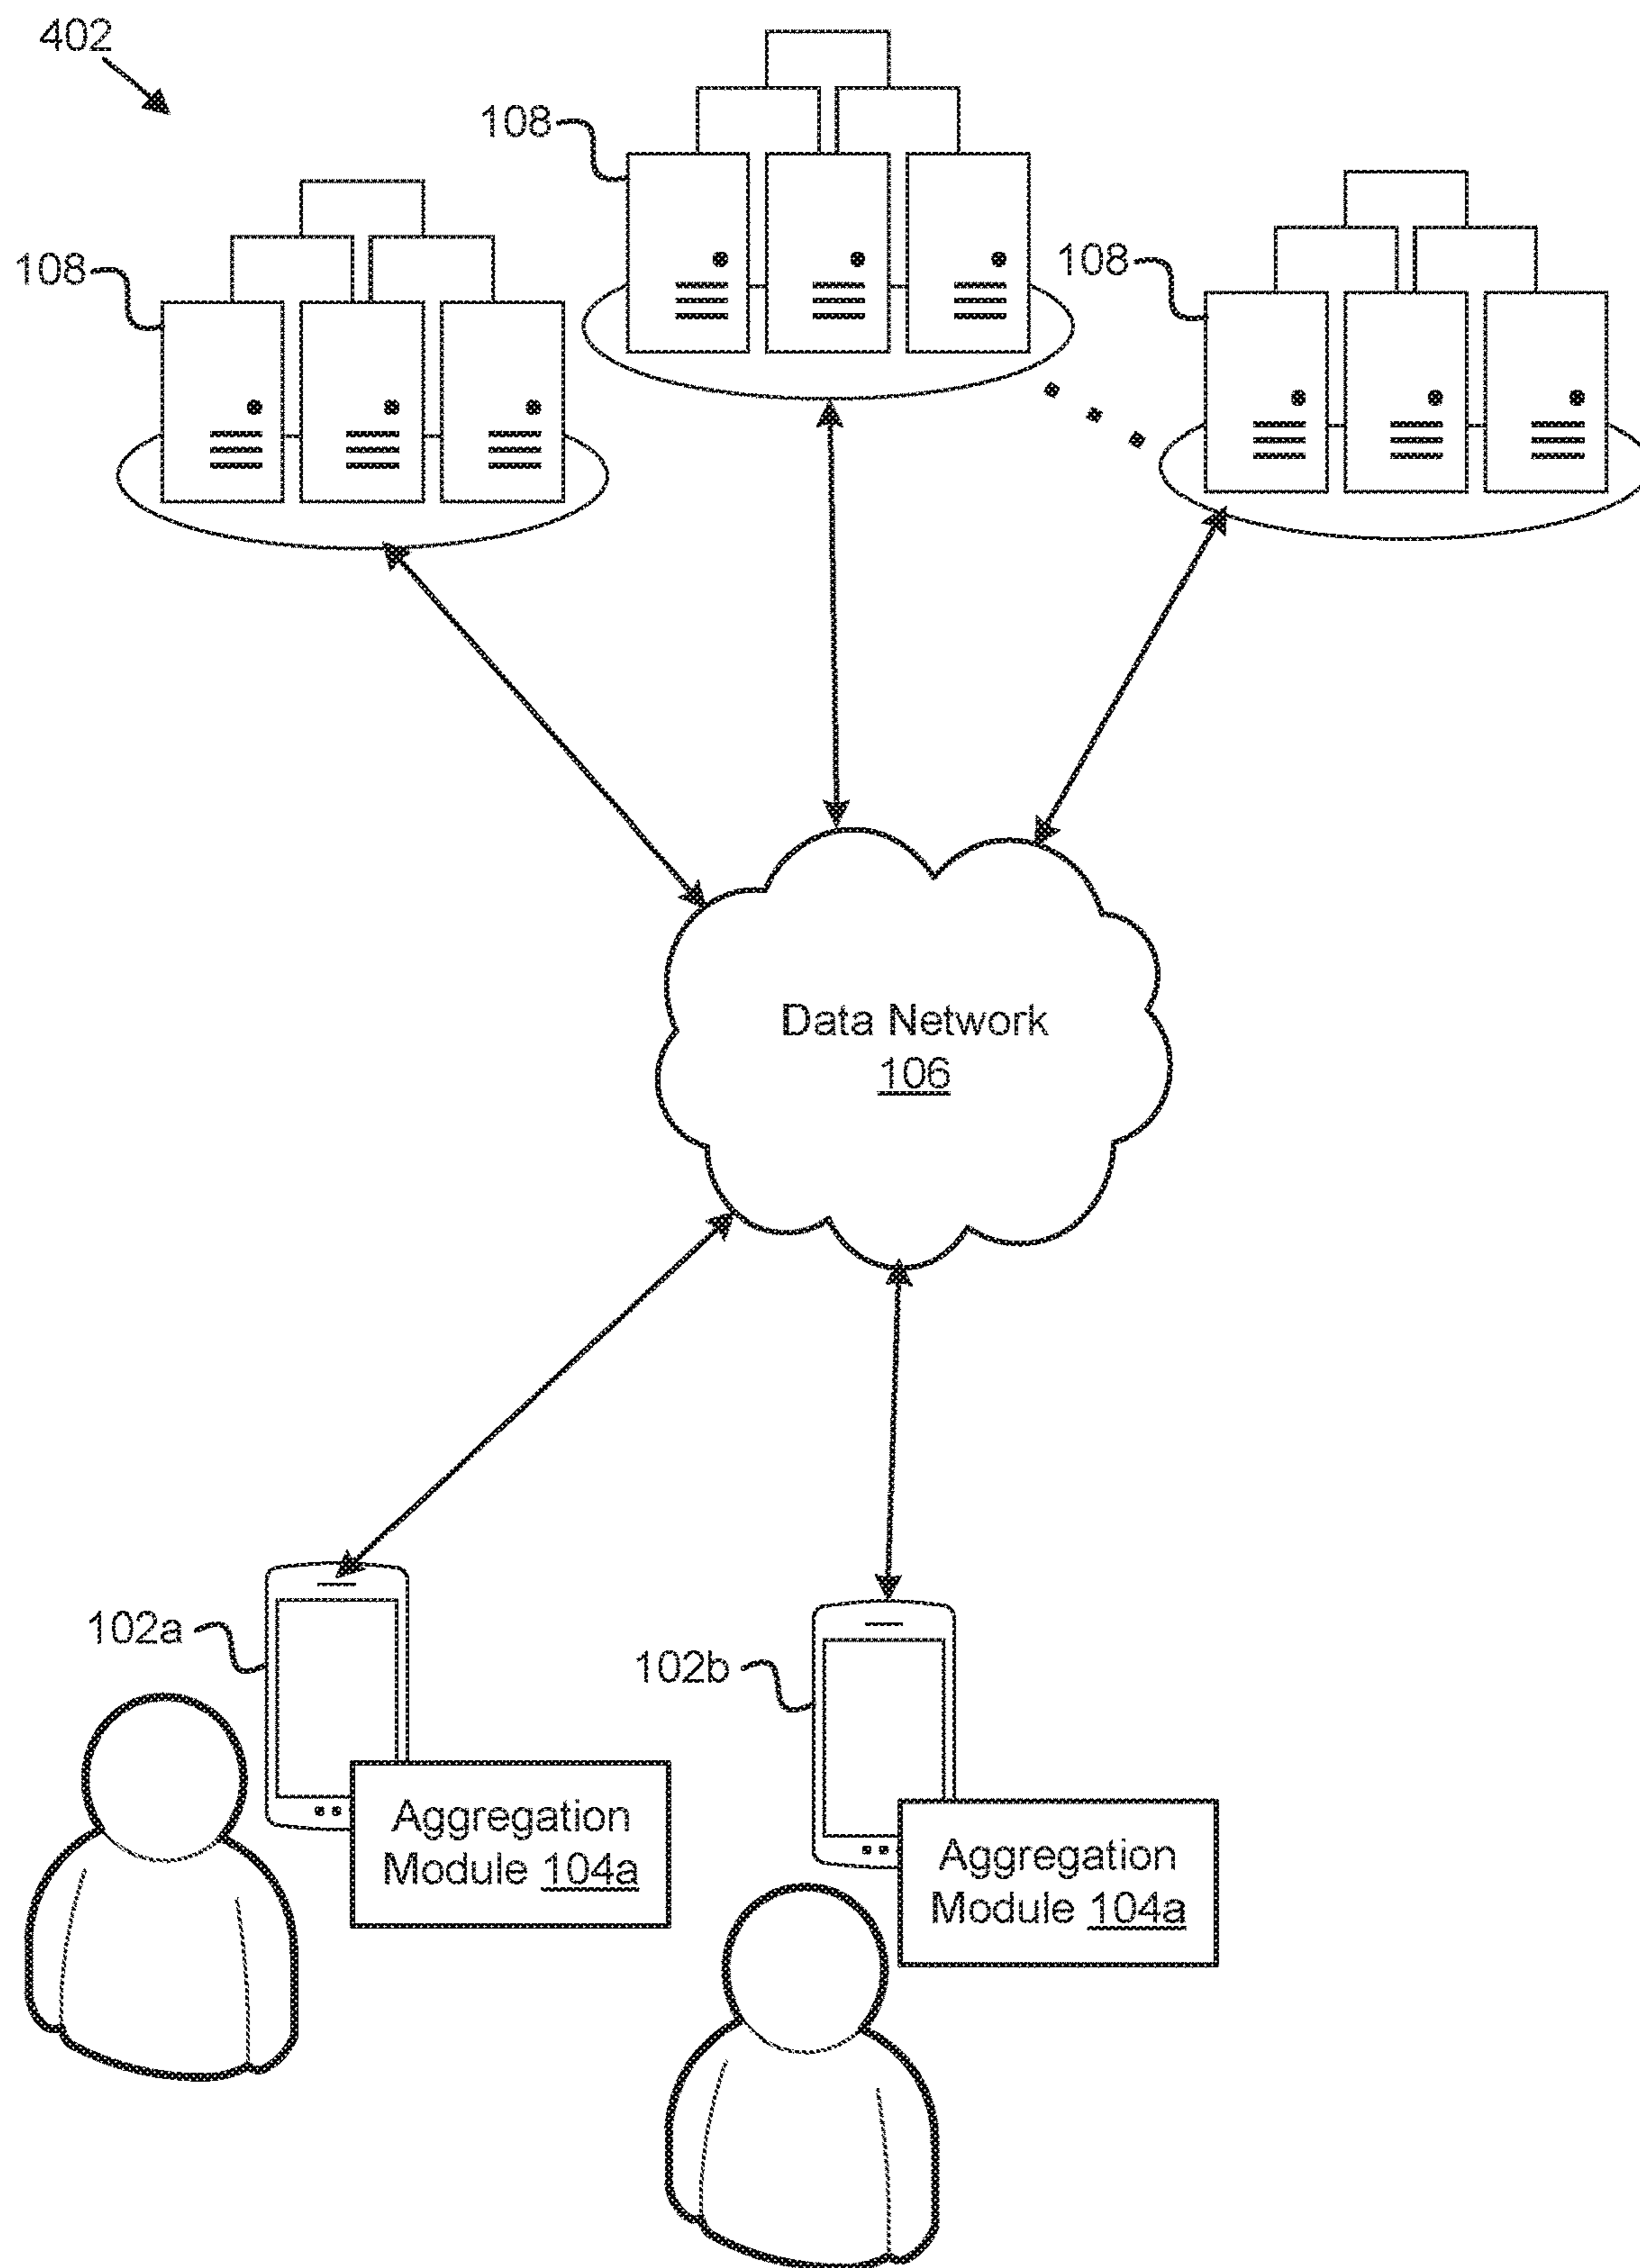 402
108
108
108
Data Network
106
102a
102b
Aggregation
Module 104a
Aggregation
Module 104a